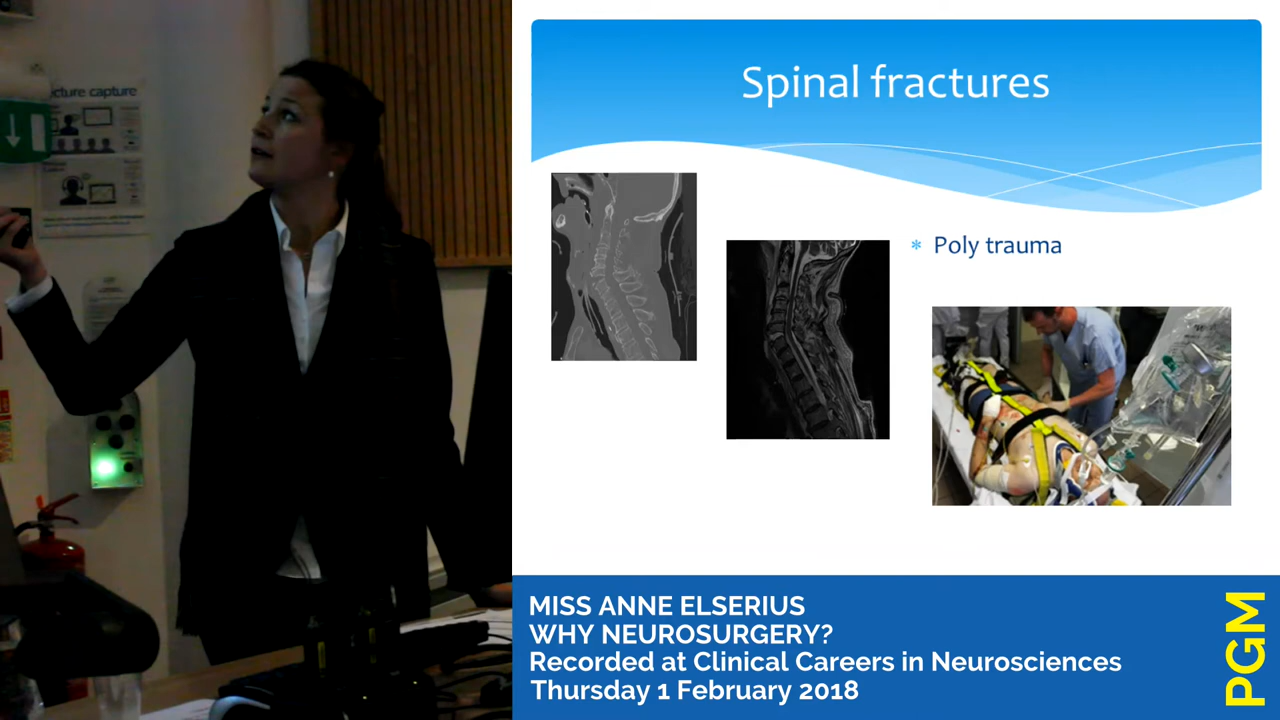 cture capture
Spinal fractures
Poly trauma
MISS ANNE ELSERIUS
WHY NEUROSURGERY?
Recorded at Clinical Careers in Neurosciences
Thursday 1 February 2018
PGM